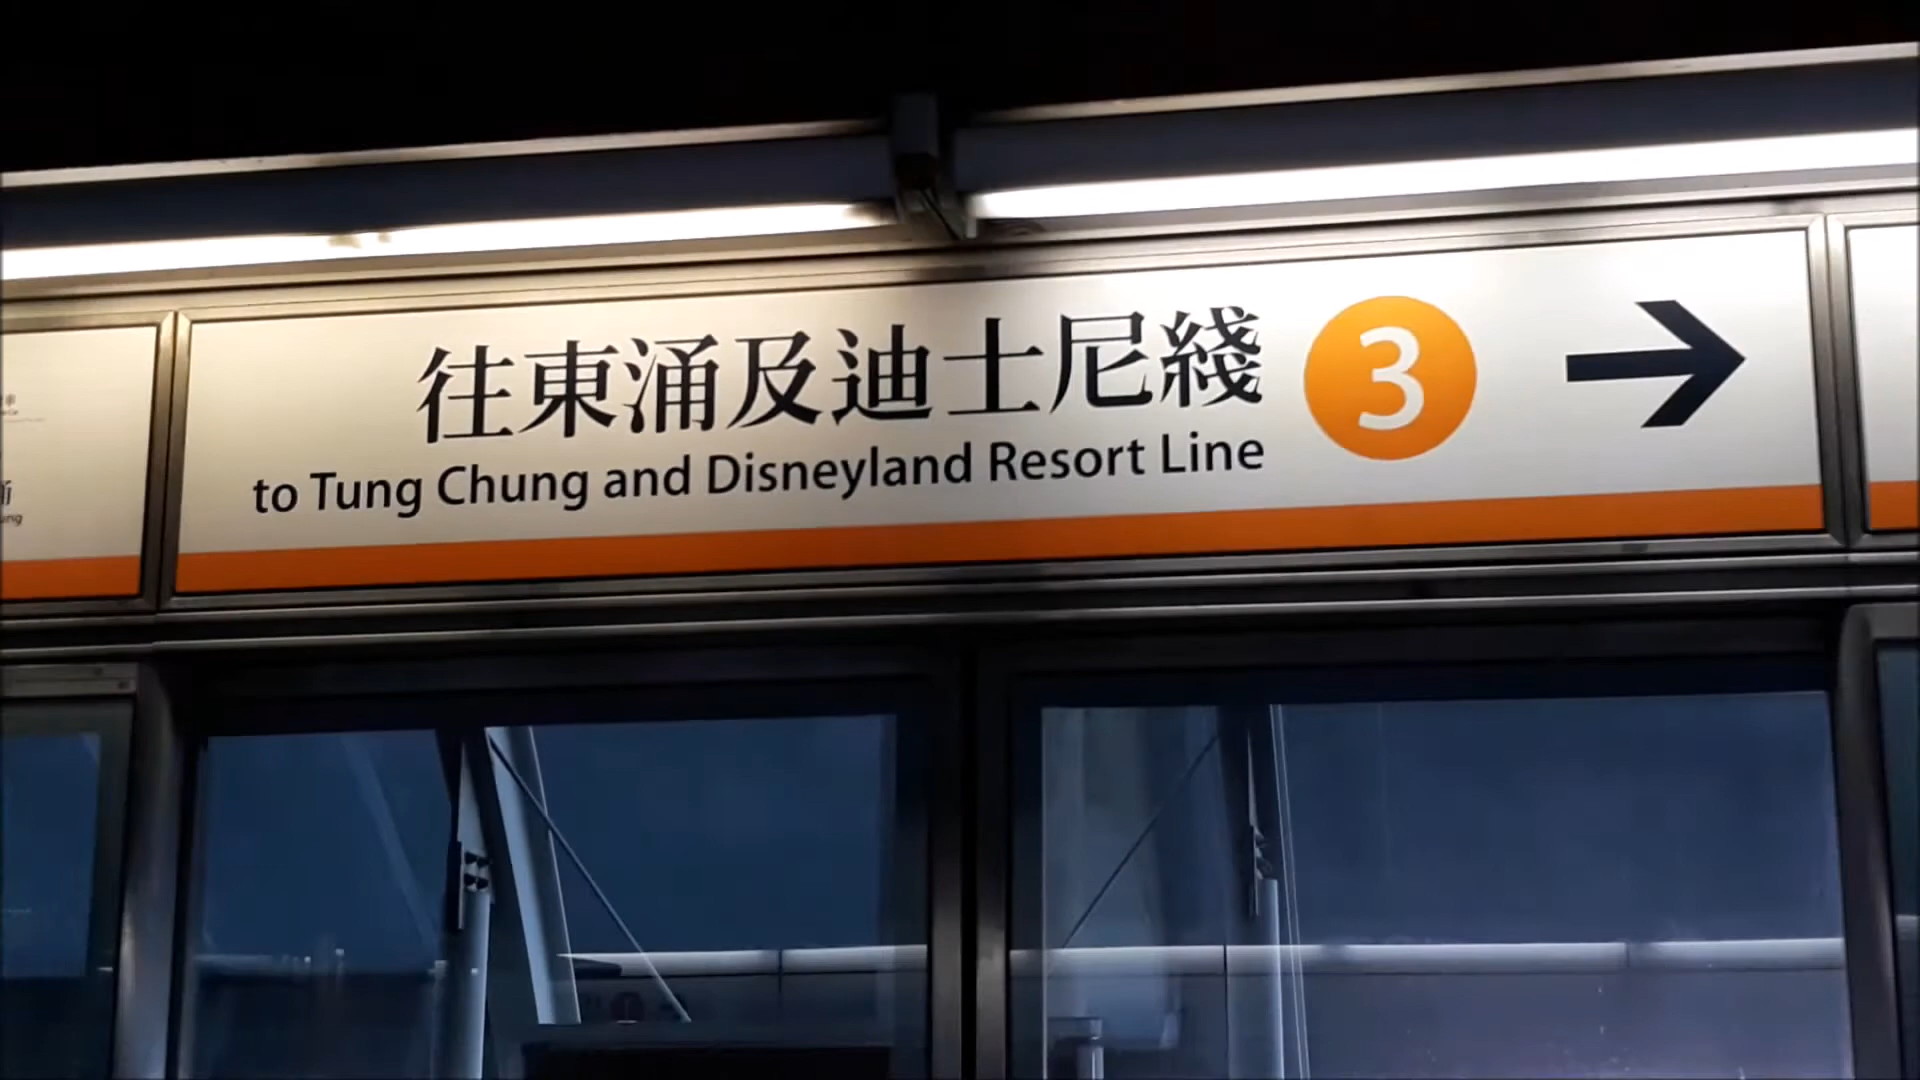 往東涌及迪士尼綫
to Tung Chung and Disneyland Resort Line
3